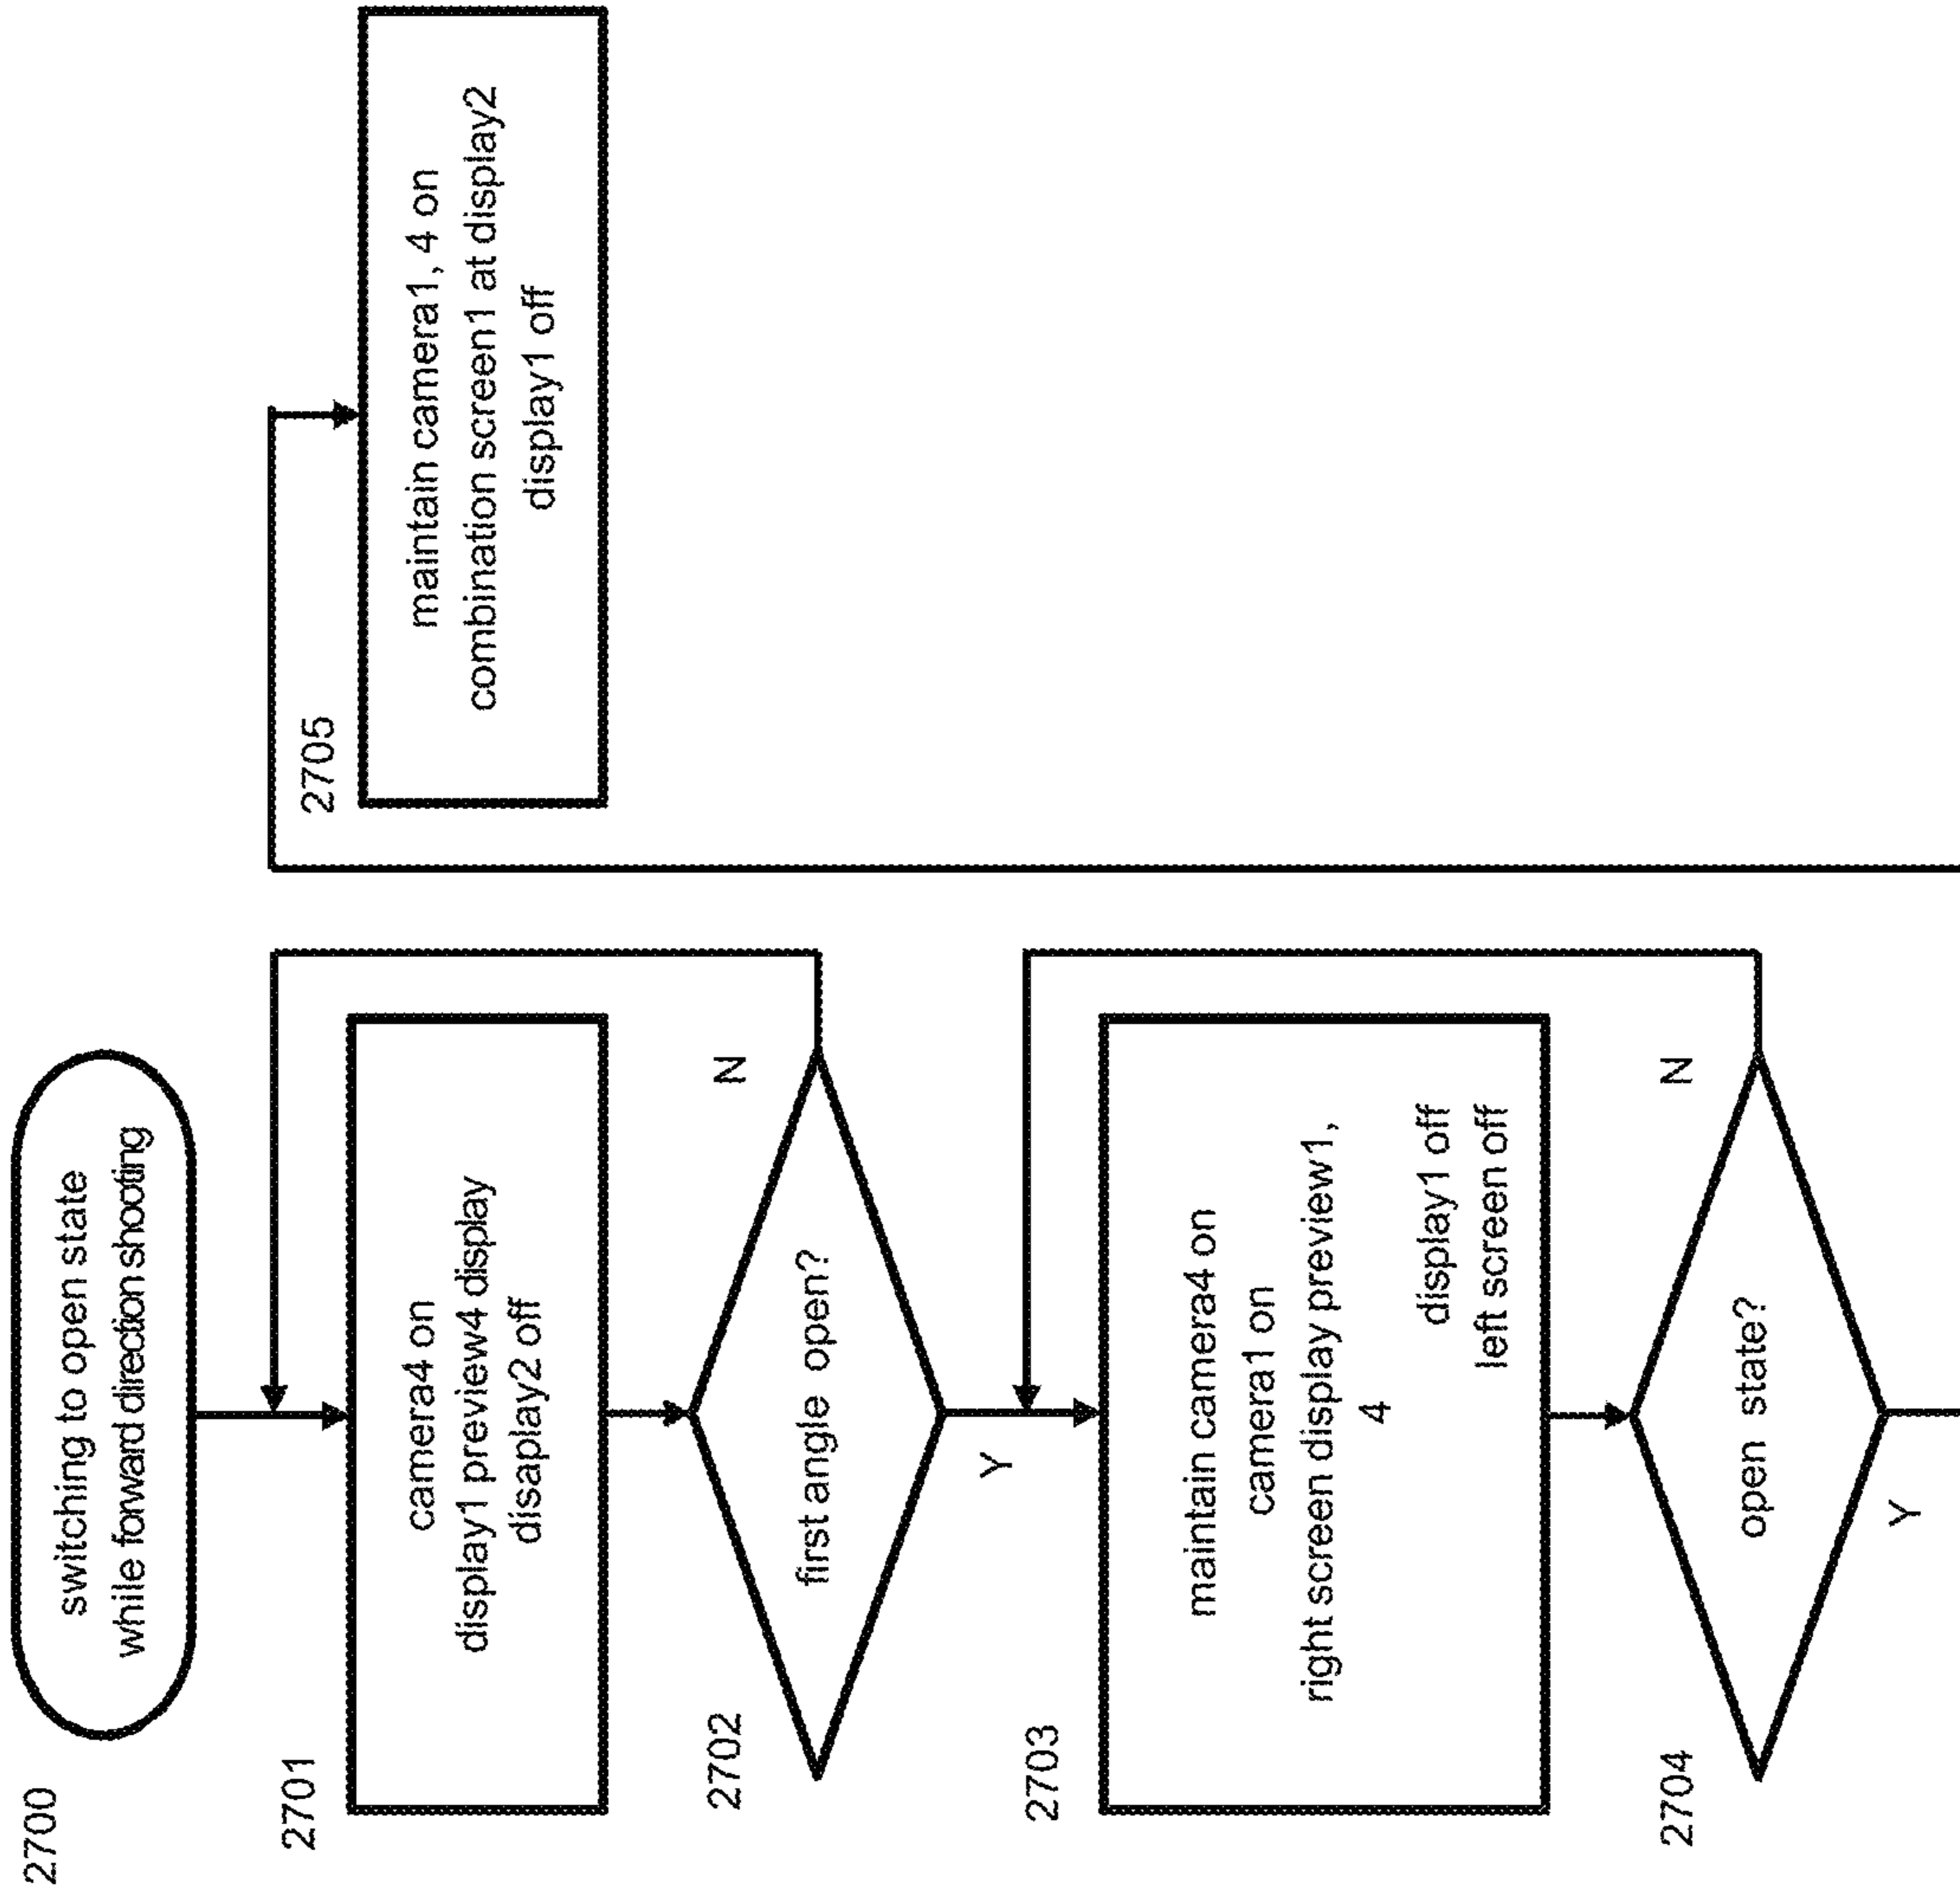 2700
switching to open state
while forward direction shooting
2701
camera4 on
display1 preview4 display
disaplay2 off
2702
first angle open?
N
Y
2703
maintain camera4 on
camera1 on
right screen display preview1,
4
display1 off
left screen off
2704
open state?
N
Y
2705
maintain camera1, 4 on
combination screen1 at display2
display1 off